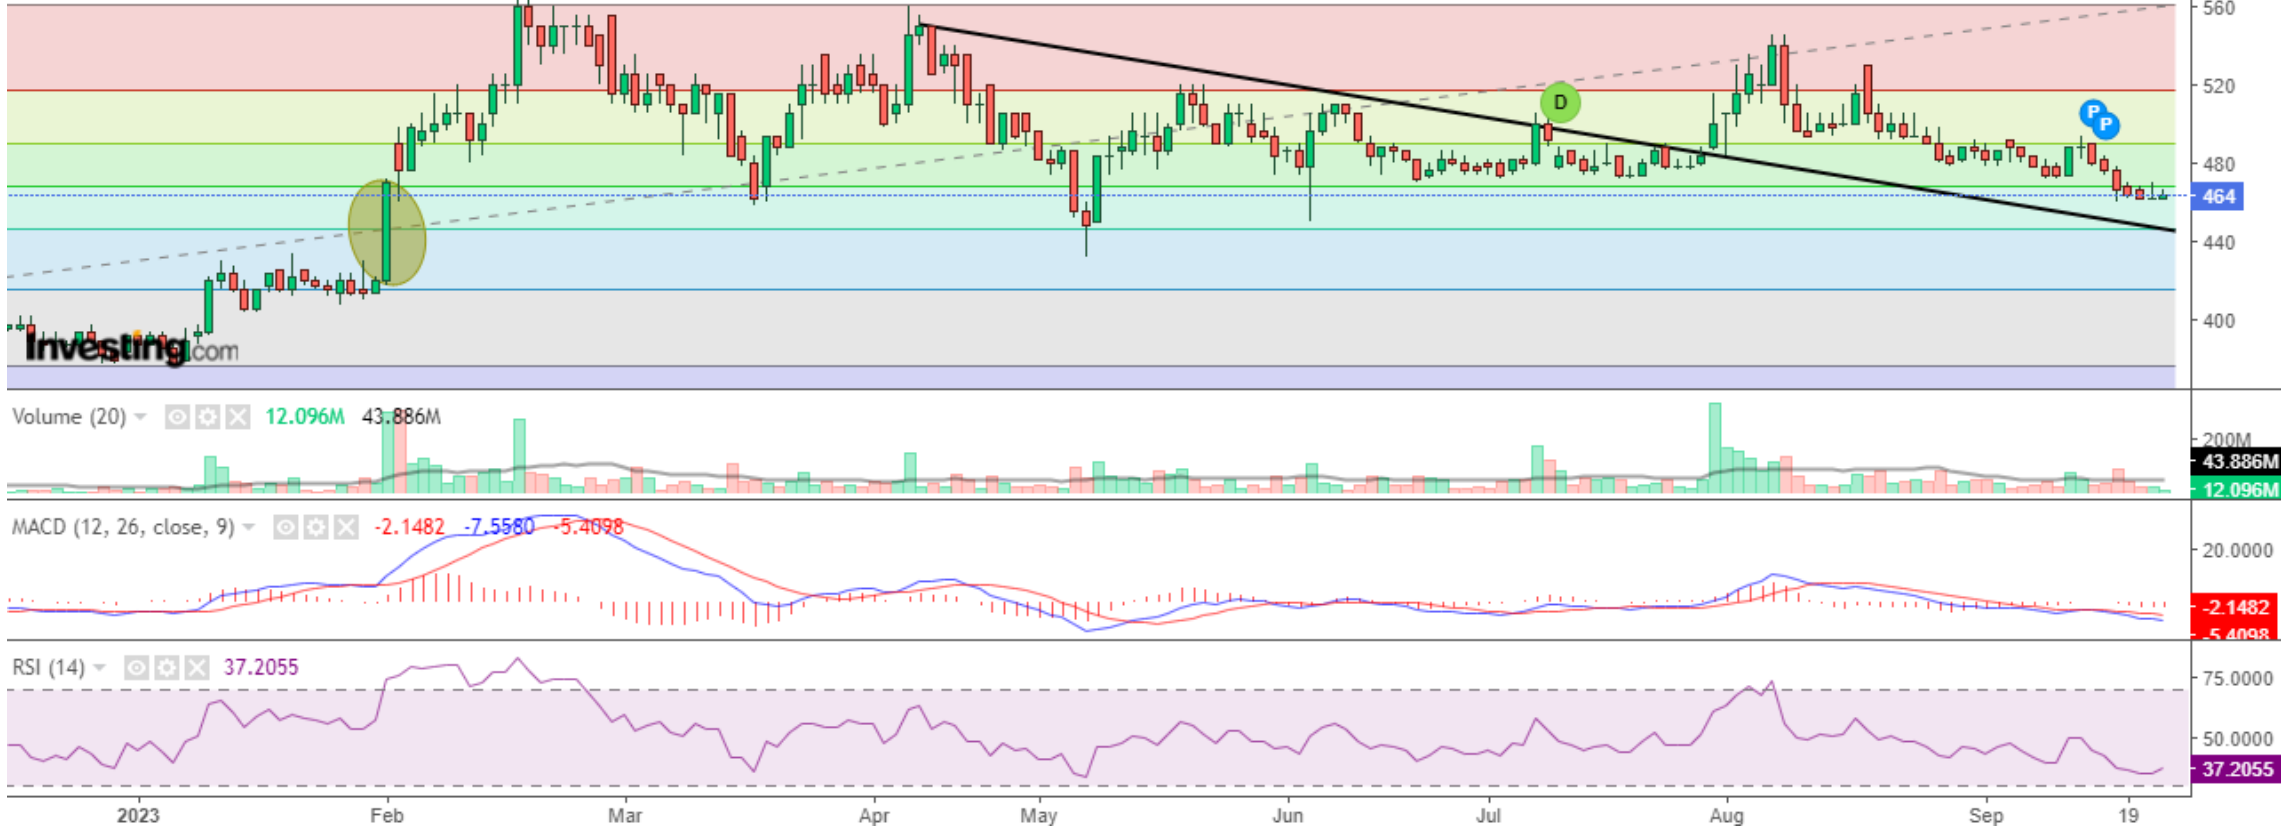 560
520
D
P
P
480
464
440
400
Investing.com
Volume (20) 12.096M 43.886M
200M
43.886M
12.096M
MACD (12, 26, close, 9) -2.1482 -7.5580 -5.4098
20.0000
-2.1482
-5.4098
RSI (14) 37.2055
75.0000
50.0000
37.2055
2023 Feb Mar Apr May Jun Jul Aug Sep 19